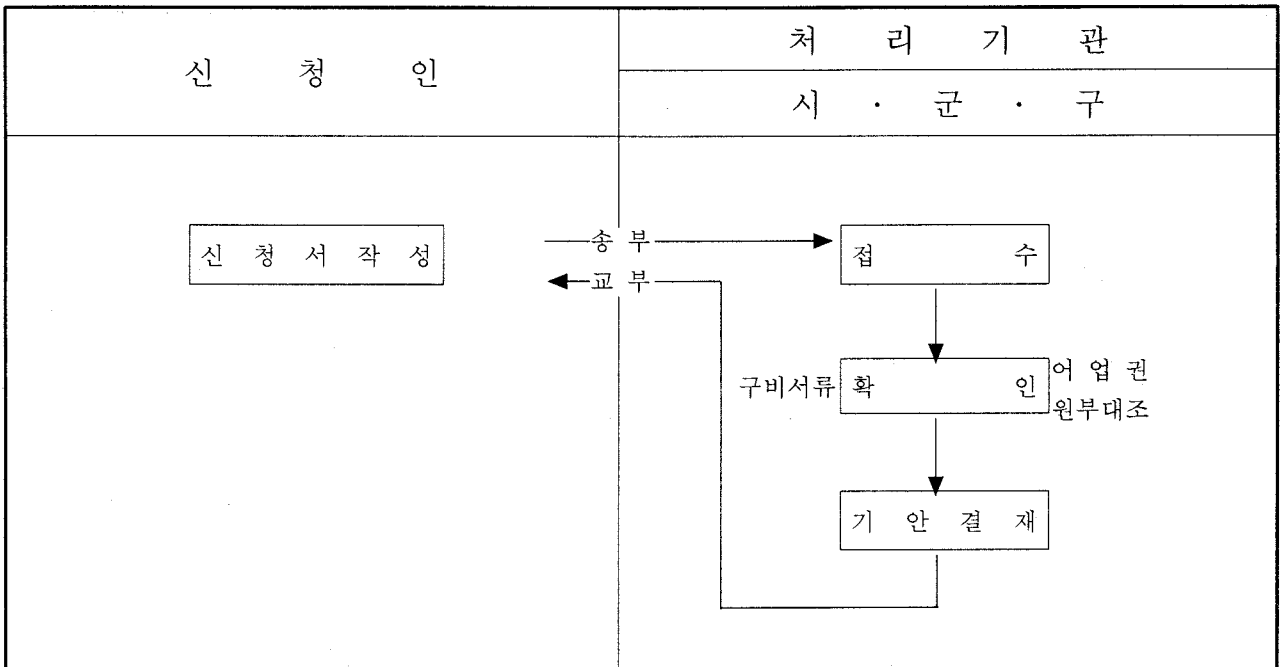 신 청 인
처 리 기 관
시 · 군 · 구
신 청 서 작 성
송 부
교 부
접 수
구비서류
확 인
어 업 권
원부대조
기 안 결 재